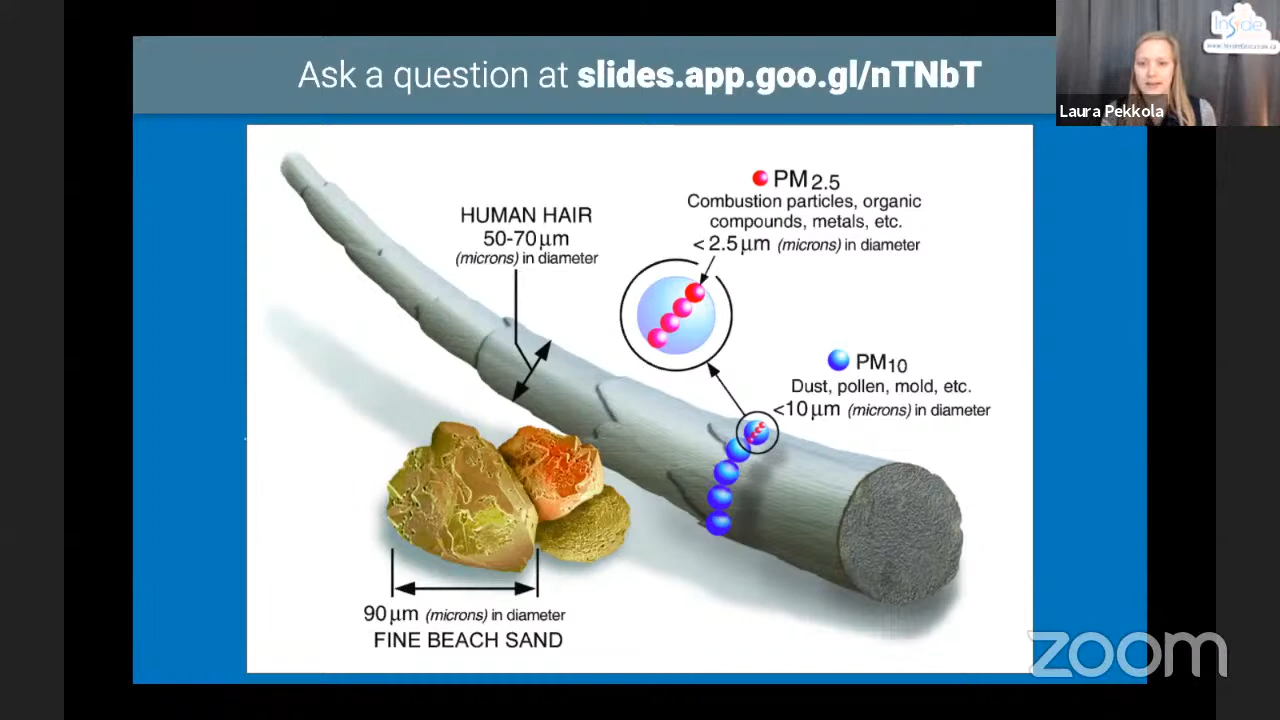 Ask a question at slides.app.goo.gl/nTNbT
Inside
Laura Pekkola
PM2.5
Combustion particles, organic
compounds, metals, etc.
< 2.5 µm (microns) in diameter
HUMAN HAIR
50-70 µm
(microns) in diameter
PM10
Dust, pollen, mold, etc.
<10 µm (microns) in diameter
90 µm (microns) in diameter
FINE BEACH SAND
zoom